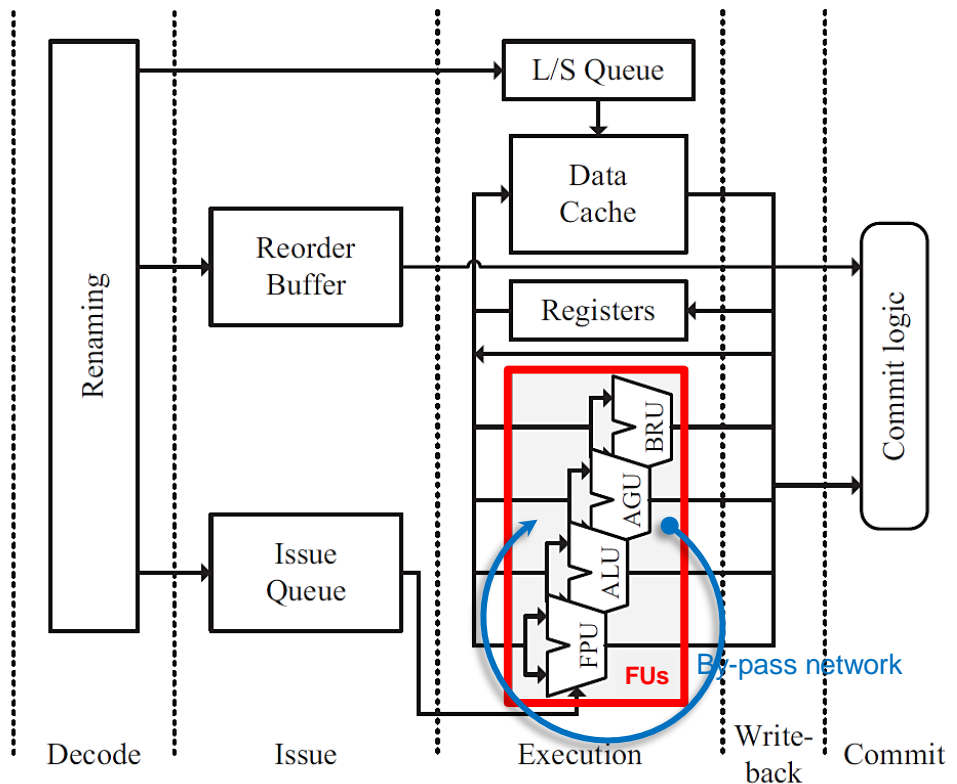 L/S Queue
Data
Cache
Renaming
Reorder
Buffer
Registers
Commit logic
BRU
AGU
ALU
FPU
Issue
Queue
FUs
By-pass network
Decode
Issue
Execution
Write-
back
Commit